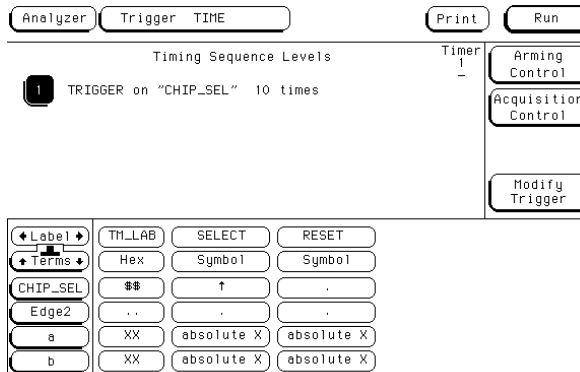 Analyzer Trigger TIME Print Run
Timing Sequence Levels
Timer
1
–
Arming
Control
1 TRIGGER on "CHIP_SEL" 10 times
Acquisition
Control
Modify
Trigger
Label TM_LAB SELECT RESET
Terms Hex Symbol Symbol
CHIP_SEL $$ ↑ .
Edge2 .. . .
a XX absolute X absolute X
b XX absolute X absolute X